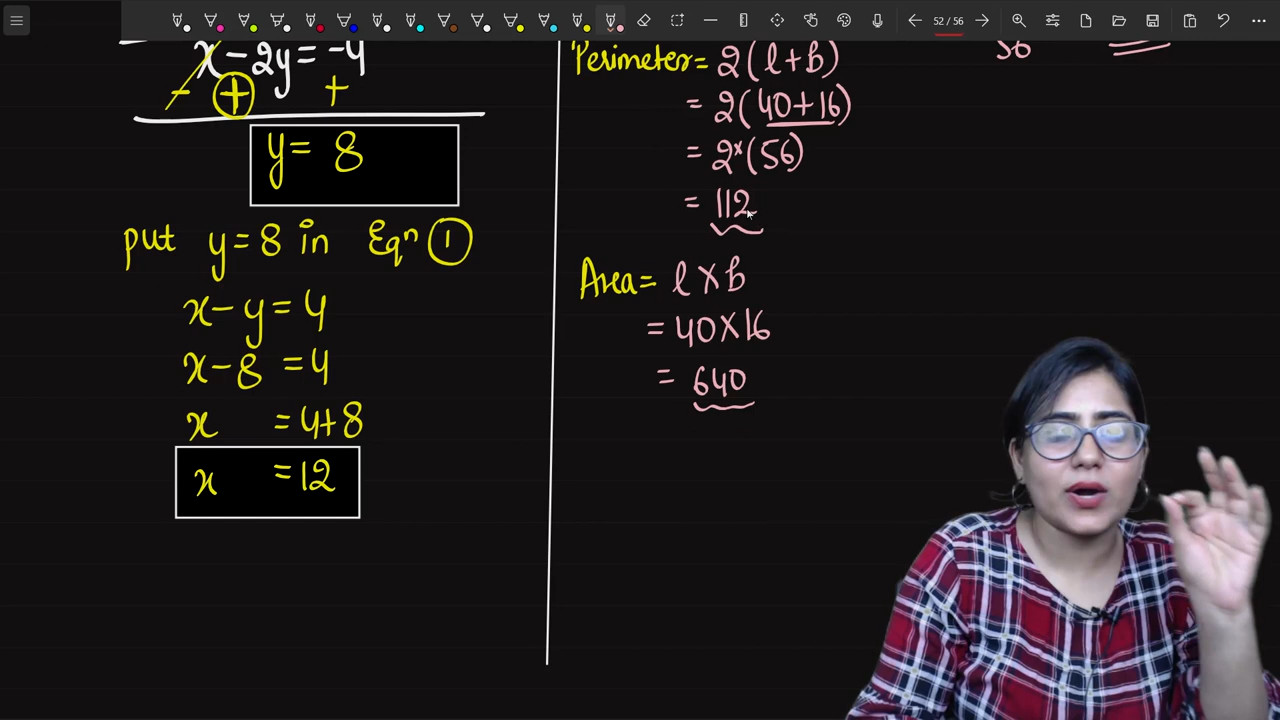 52 / 56
x - 2y = -4
- + +
y = 8
put y = 8 in Eqⁿ ①
x - y = 4
x - 8 = 4
x = 4 + 8
x = 12
Perimeter = 2(l + b)
= 2(40 + 16)
= 2×(56)
= 112
Area = l × b
= 40 × 16
= 640
56